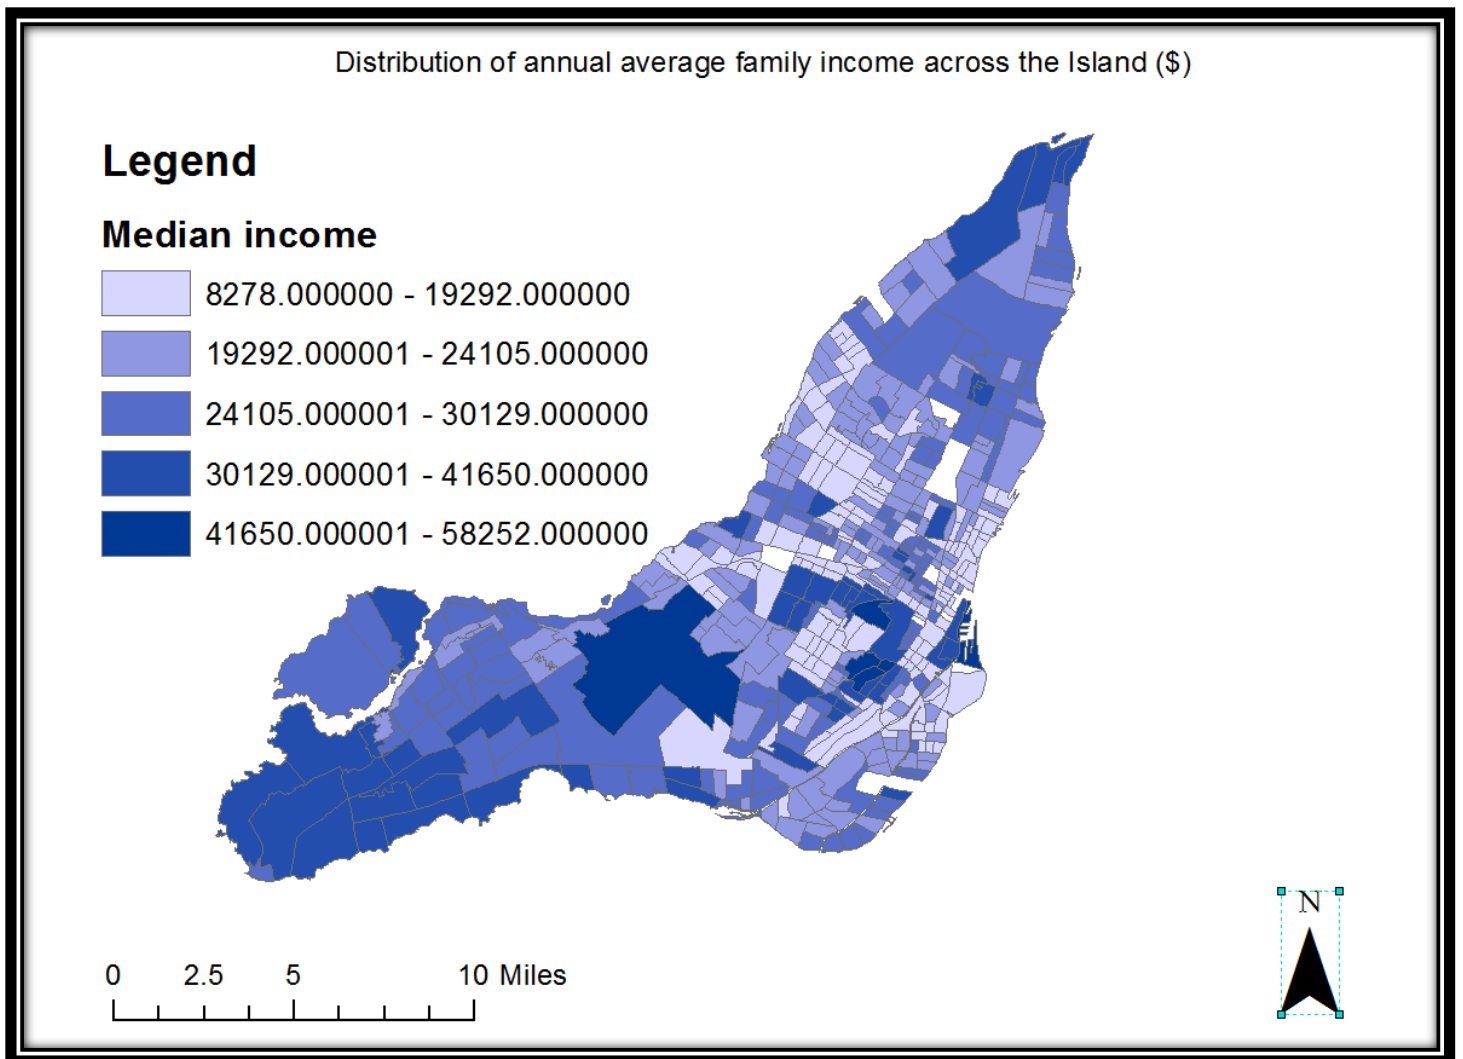 Distribution of annual average family income across the Island ($)
Legend
Median income
8278.000000 - 19292.000000
19292.000001 - 24105.000000
24105.000001 - 30129.000000
30129.000001 - 41650.000000
41650.000001 - 58252.000000
N
0 2.5 5 10 Miles